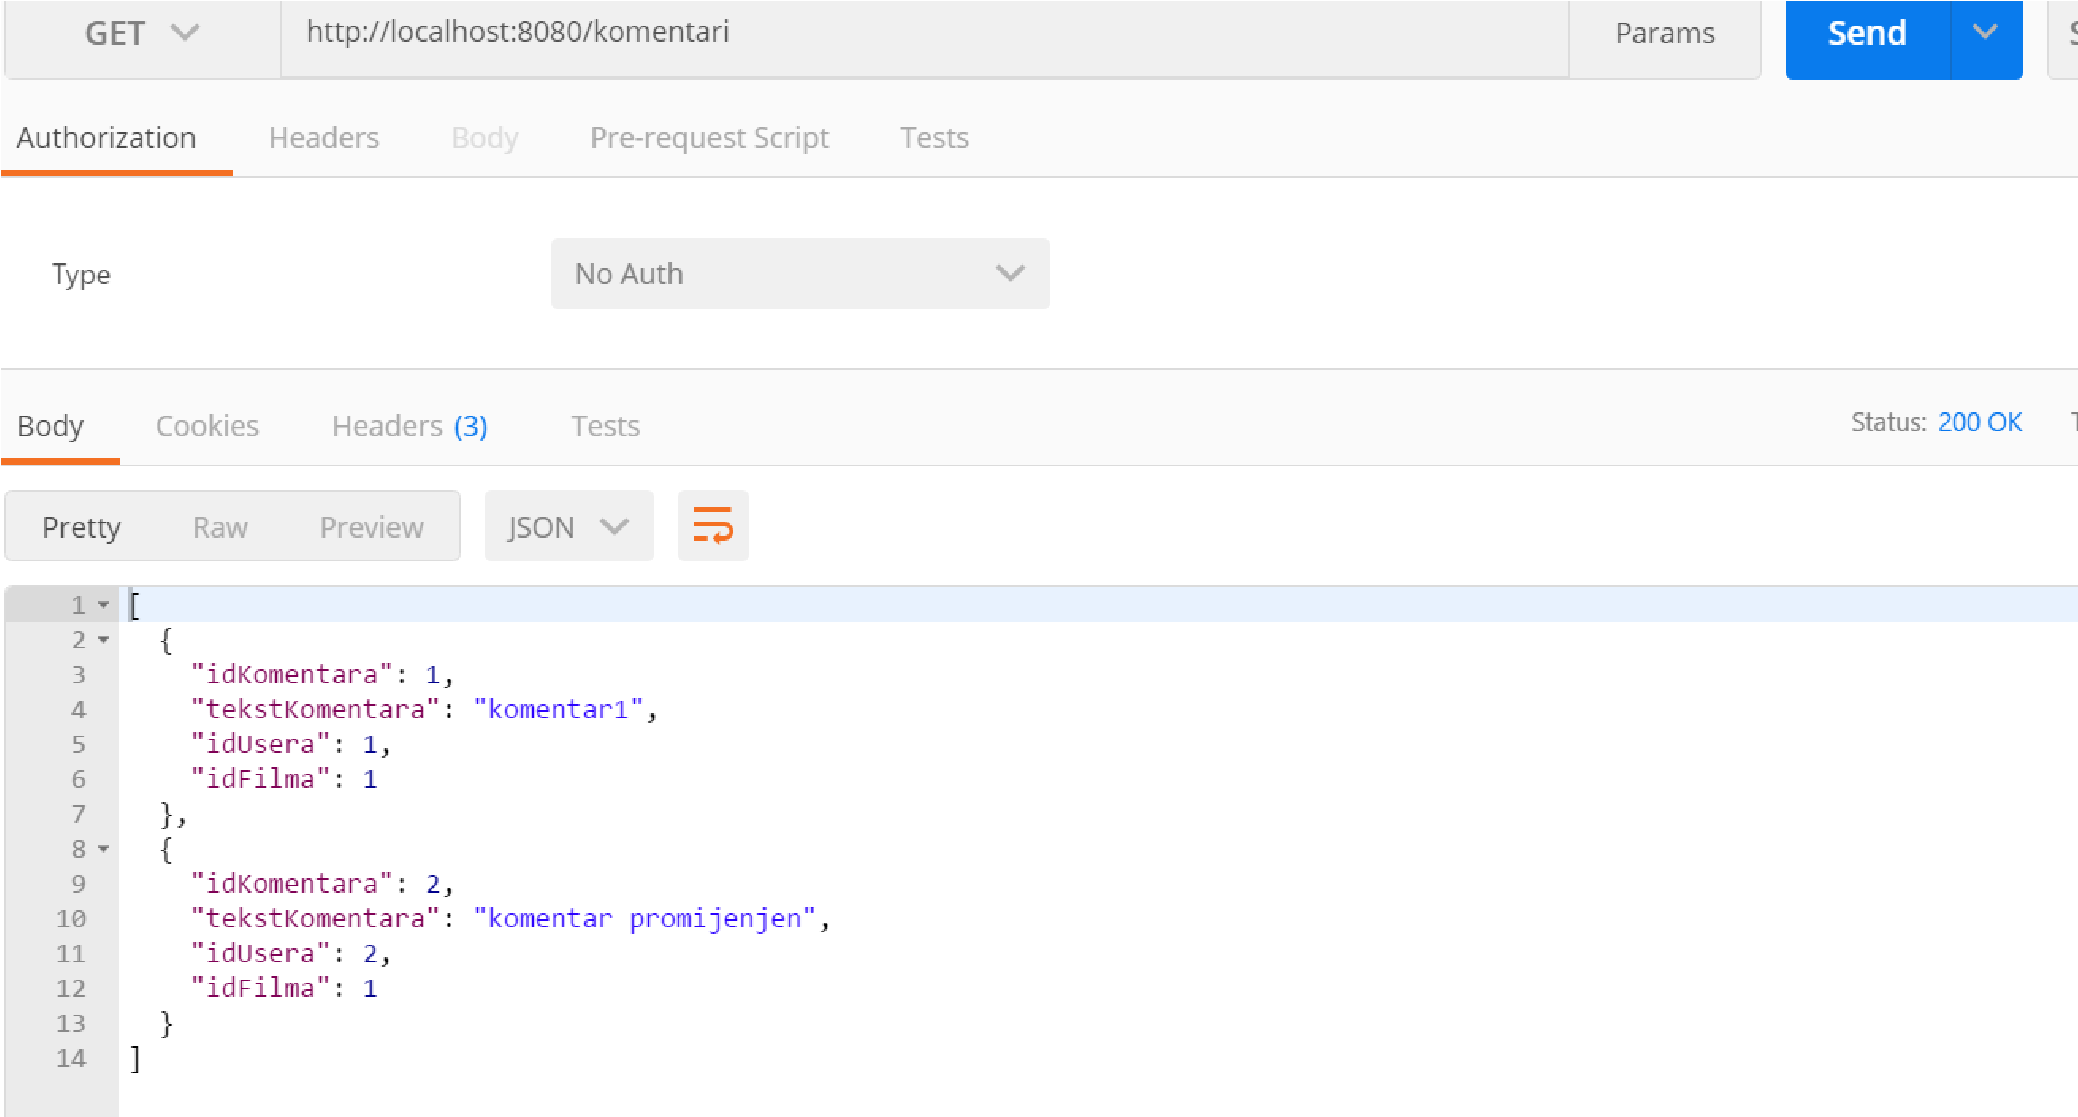 GET http://localhost:8080/komentari Params Send
Authorization Headers Body Pre-request Script Tests
Type No Auth
Body Cookies Headers (3) Tests Status: 200 OK
Pretty Raw Preview JSON
1 [
2 {
3 "idKomentara": 1,
4 "tekstKomentara": "komentar1",
5 "idUsera": 1,
6 "idFilma": 1
7 },
8 {
9 "idKomentara": 2,
10 "tekstKomentara": "komentar promijenjen",
11 "idUsera": 2,
12 "idFilma": 1
13 }
14 ]